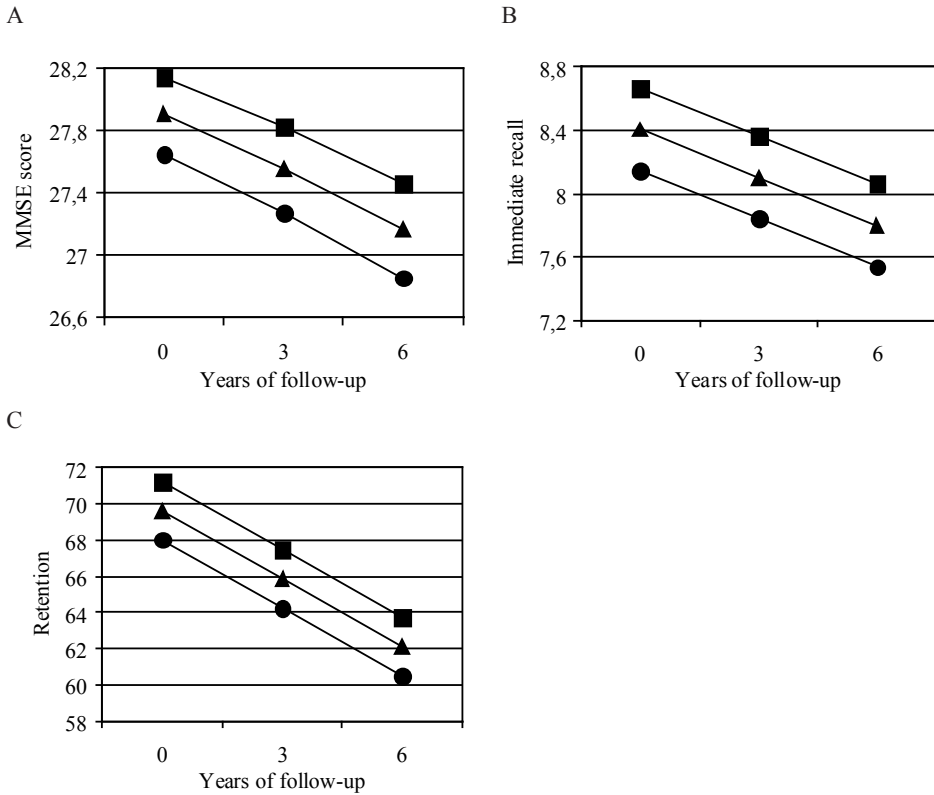 A
28,2
27,8
27,4
27
26,6
MMSE score
0 3 6
Years of follow-up
B
8,8
8,4
8
7,6
7,2
Immediate recall
0 3 6
Years of follow-up
C
72
70
68
66
64
62
60
58
Retention
0 3 6
Years of follow-up